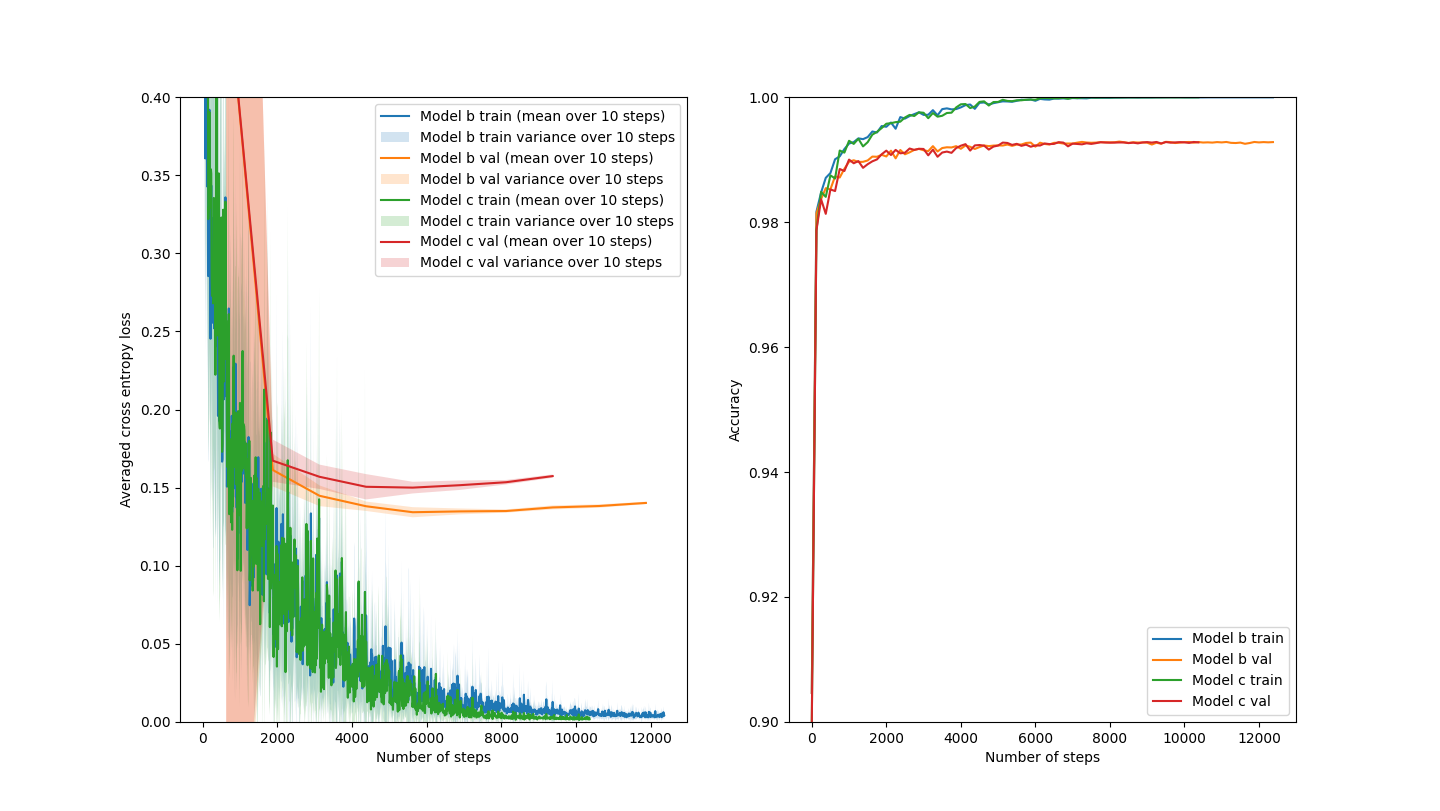 0.40
0.35
0.30
0.25
0.20
0.15
0.10
0.05
0.00
Averaged cross entropy loss
0 2000 4000 6000 8000 10000 12000
Number of steps
Model b train (mean over 10 steps)
Model b train variance over 10 steps
Model b val (mean over 10 steps)
Model b val variance over 10 steps
Model c train (mean over 10 steps)
Model c train variance over 10 steps
Model c val (mean over 10 steps)
Model c val variance over 10 steps
1.00
0.98
0.96
0.94
0.92
0.90
Accuracy
0 2000 4000 6000 8000 10000 12000
Number of steps
Model b train
Model b val
Model c train
Model c val